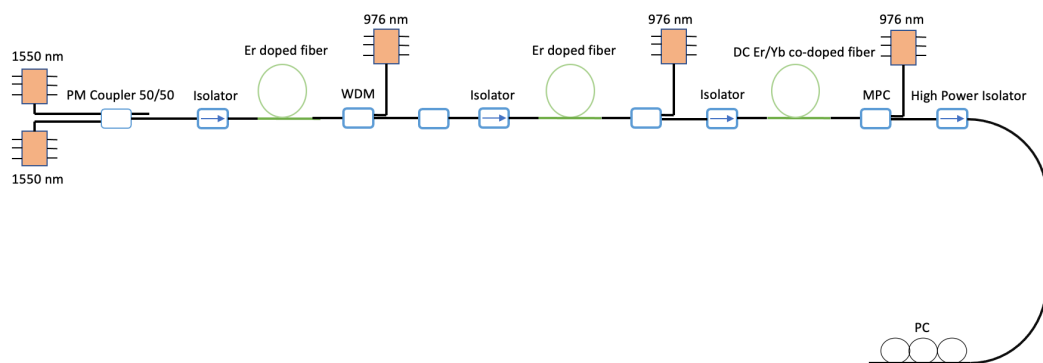 976 nm
976 nm
976 nm
1550 nm
Er doped fiber
Er doped fiber
DC Er/Yb co-doped fiber
PM Coupler 50/50
Isolator
WDM
Isolator
Isolator
MPC
High Power Isolator
1550 nm
PC